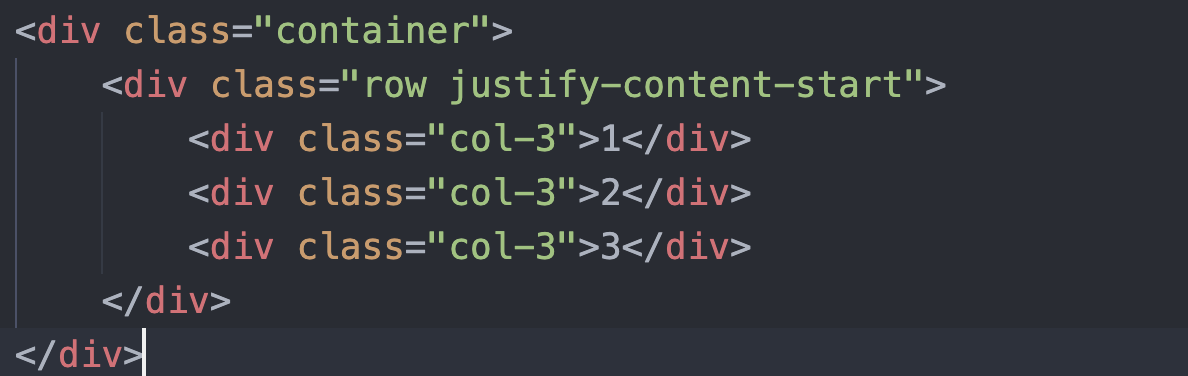 <div class="container">
    <div class="row justify-content-start">
        <div class="col-3">1</div>
        <div class="col-3">2</div>
        <div class="col-3">3</div>
    </div>
</div>